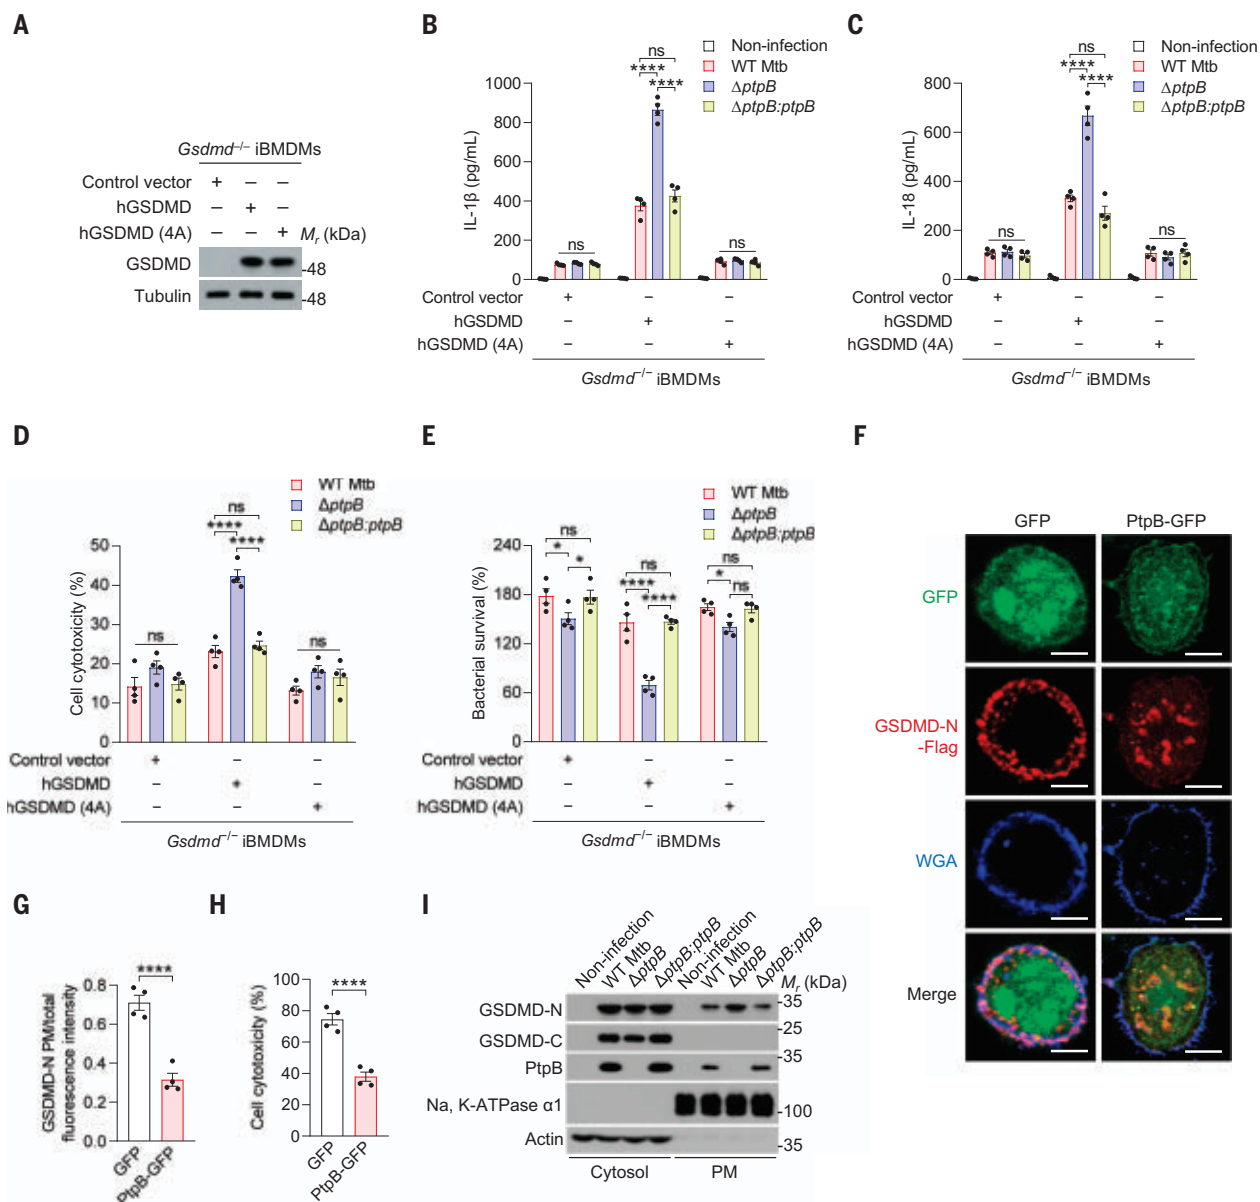 A
Gsdmd–/– iBMDMs
Control vector + – –
hGSDMD – + –
hGSDMD (4A) – – + Mr (kDa)
GSDMD -48
Tubulin -48
B
Non-infection
WT Mtb
ΔptpB
ΔptpB:ptpB
ns
****
****
IL-1β (pg/mL)
1000
800
600
400
200
0
ns
ns
Control vector + – –
hGSDMD – + –
hGSDMD (4A) – – +
Gsdmd–/– iBMDMs
C
Non-infection
WT Mtb
ΔptpB
ΔptpB:ptpB
ns
****
****
IL-18 (pg/mL)
800
600
400
200
0
ns
ns
Control vector + – –
hGSDMD – + –
hGSDMD (4A) – – +
Gsdmd–/– iBMDMs
D
WT Mtb
ΔptpB
ΔptpB:ptpB
ns
****
****
Cell cytotoxicity (%)
50
40
30
20
10
0
ns
ns
Control vector + – –
hGSDMD – + –
hGSDMD (4A) – – +
Gsdmd–/– iBMDMs
E
WT Mtb
ΔptpB
ΔptpB:ptpB
Bacterial survival (%)
240
180
120
60
0
ns
*
*
ns
****
****
ns
*
ns
Control vector + – –
hGSDMD – + –
hGSDMD (4A) – – +
Gsdmd–/– iBMDMs
F
GFP PtpB-GFP
GFP
GSDMD-N
-Flag
WGA
Merge
G
GSDMD-N PM/total
fluorescence intensity
0.8
0.6
0.4
0.2
0.0
****
GFP
PtpB-GFP
H
Cell cytotoxicity (%)
100
80
60
40
20
0
****
GFP
PtpB-GFP
I
Non-infection
WT Mtb
ΔptpB
ΔptpB:ptpB
Non-infection
WT Mtb
ΔptpB
ΔptpB:ptpB
Mr (kDa)
GSDMD-N -35
-25
GSDMD-C
-35
PtpB
Na, K-ATPase α1 -100
Actin -35
Cytosol PM